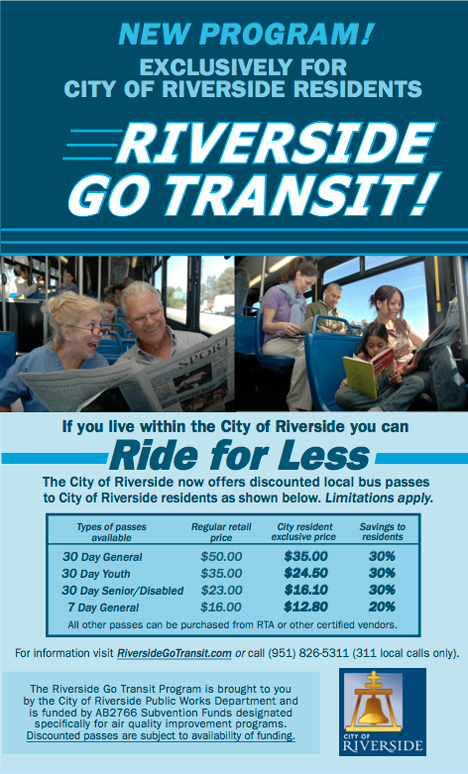 NEW PROGRAM!
EXCLUSIVELY FOR
CITY OF RIVERSIDE RESIDENTS
RIVERSIDE
GO TRANSIT!
SPORTS
If you live within the City of Riverside you can
Ride for Less
The City of Riverside now offers discounted local bus passes
to City of Riverside residents as shown below. Limitations apply.
Types of passes available Regular retail price City resident exclusive price Savings to residents
30 Day General $50.00 $35.00 30%
30 Day Youth $35.00 $24.50 30%
30 Day Senior/Disabled $23.00 $16.10 30%
7 Day General $16.00 $12.80 20%
All other passes can be purchased from RTA or other certified vendors.
For information visit RiversideGoTransit.com or call (951) 826-5311 (311 local calls only).
The Riverside Go Transit Program is brought to you
by the City of Riverside Public Works Department and
is funded by AB2766 Subvention Funds designated
specifically for air quality improvement programs.
Discounted passes are subject to availability of funding.
CITY OF
RIVERSIDE